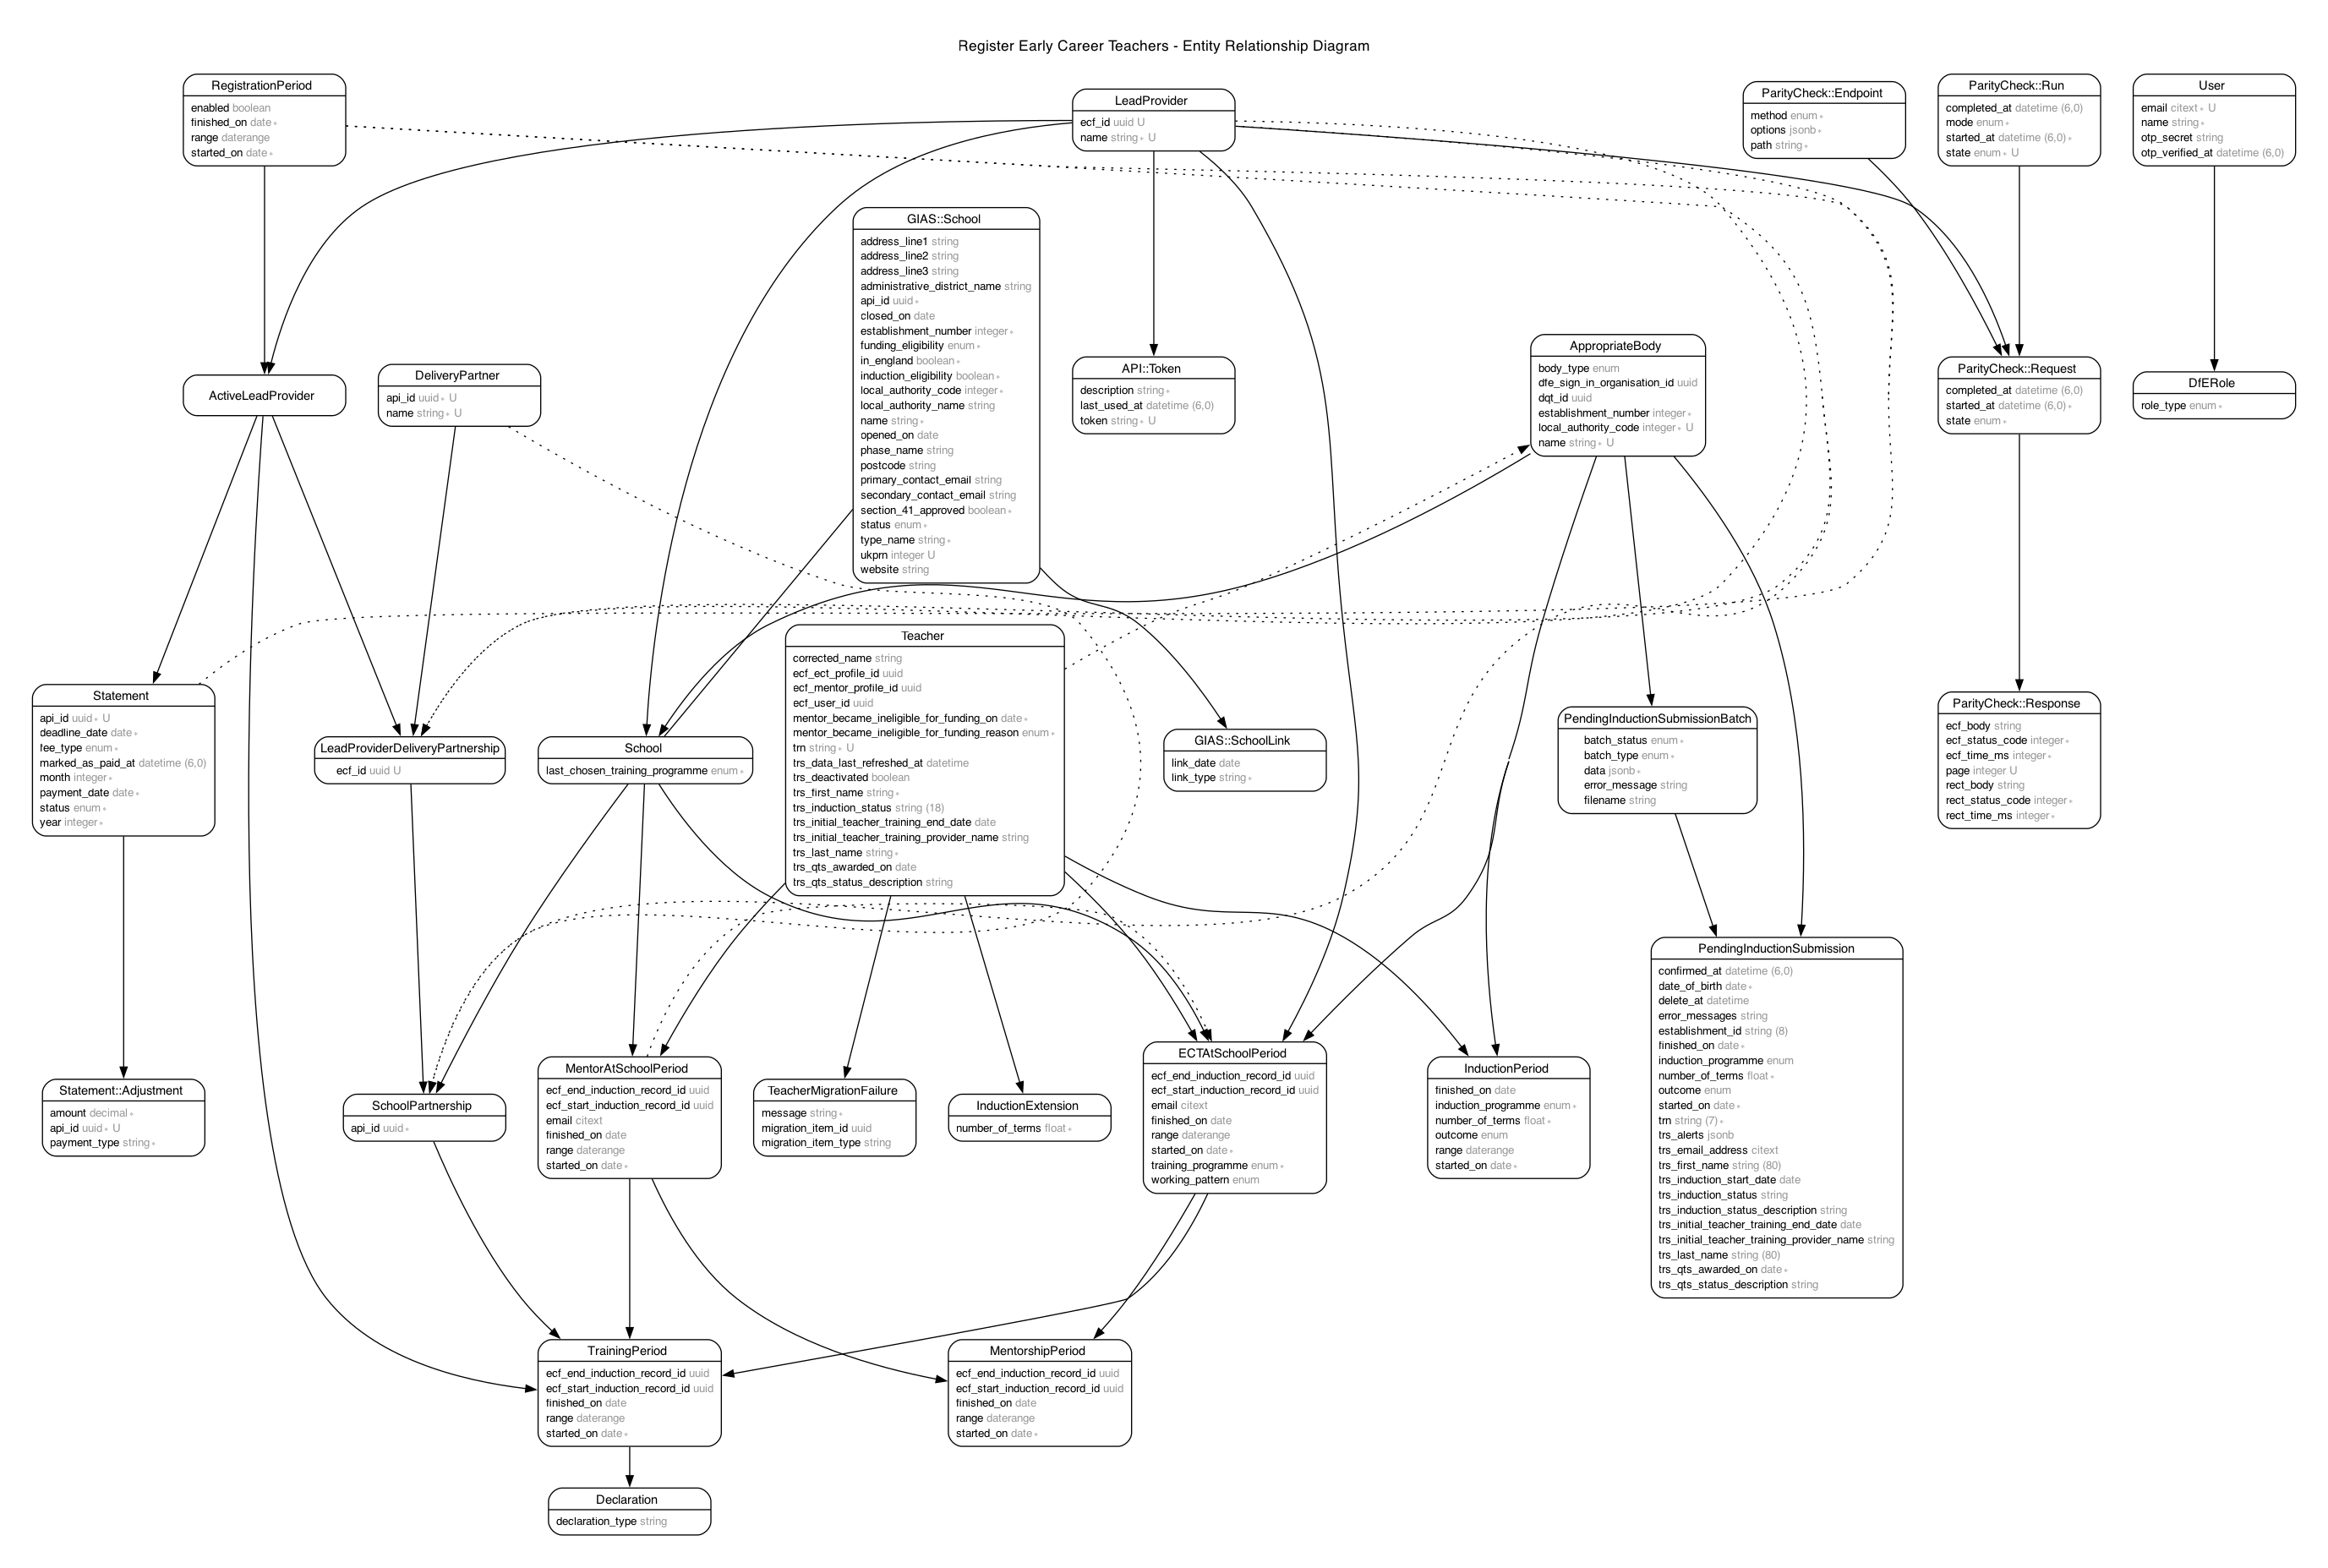 Register Early Career Teachers - Entity Relationship Diagram
RegistrationPeriod
enabled boolean
finished_on date ∗
range daterange
started_on date ∗
LeadProvider
ecf_id uuid U
name string ∗ U
ParityCheck::Endpoint
method enum ∗
options jsonb ∗
path string ∗
ParityCheck::Run
completed_at datetime (6,0)
mode enum ∗
started_at datetime (6,0) ∗
state enum ∗ U
User
email citext ∗ U
name string ∗
otp_secret string
otp_verified_at datetime (6,0)
GIAS::School
address_line1 string
address_line2 string
address_line3 string
administrative_district_name string
api_id uuid ∗
closed_on date
establishment_number integer ∗
funding_eligibility enum ∗
in_england boolean ∗
induction_eligibility boolean ∗
local_authority_code integer ∗
local_authority_name string
name string ∗
opened_on date
phase_name string
postcode string
primary_contact_email string
secondary_contact_email string
section_41_approved boolean ∗
status enum ∗
type_name string ∗
ukprn integer U
website string
ActiveLeadProvider
DeliveryPartner
api_id uuid ∗ U
name string ∗ U
API::Token
description string ∗
last_used_at datetime (6,0)
token string ∗ U
AppropriateBody
body_type enum
dfe_sign_in_organisation_id uuid
dqt_id uuid
establishment_number integer ∗
local_authority_code integer ∗ U
name string ∗ U
ParityCheck::Request
completed_at datetime (6,0)
started_at datetime (6,0) ∗
state enum ∗
DfERole
role_type enum ∗
Statement
api_id uuid ∗ U
deadline_date date ∗
fee_type enum ∗
marked_as_paid_at datetime (6,0)
month integer ∗
payment_date date ∗
status enum ∗
year integer ∗
LeadProviderDeliveryPartnership
ecf_id uuid U
School
last_chosen_training_programme enum ∗
Teacher
corrected_name string
ecf_ect_profile_id uuid
ecf_mentor_profile_id uuid
ecf_user_id uuid
mentor_became_ineligible_for_funding_on date ∗
mentor_became_ineligible_for_funding_reason enum ∗
trn string ∗ U
trs_data_last_refreshed_at datetime
trs_deactivated boolean
trs_first_name string ∗
trs_induction_status string (18)
trs_initial_teacher_training_end_date date
trs_initial_teacher_training_provider_name string
trs_last_name string ∗
trs_qts_awarded_on date
trs_qts_status_description string
GIAS::SchoolLink
link_date date
link_type string ∗
PendingInductionSubmissionBatch
batch_status enum ∗
batch_type enum ∗
data jsonb ∗
error_message string
filename string
ParityCheck::Response
ecf_body string
ecf_status_code integer ∗
ecf_time_ms integer ∗
page integer U
rect_body string
rect_status_code integer ∗
rect_time_ms integer ∗
Statement::Adjustment
amount decimal ∗
api_id uuid ∗ U
payment_type string ∗
SchoolPartnership
api_id uuid ∗
MentorAtSchoolPeriod
ecf_end_induction_record_id uuid
ecf_start_induction_record_id uuid
email citext
finished_on date
range daterange
started_on date ∗
TeacherMigrationFailure
message string ∗
migration_item_id uuid
migration_item_type string
InductionExtension
number_of_terms float ∗
ECTAtSchoolPeriod
ecf_end_induction_record_id uuid
ecf_start_induction_record_id uuid
email citext
finished_on date
range daterange
started_on date ∗
training_programme enum ∗
working_pattern enum
InductionPeriod
finished_on date
induction_programme enum ∗
number_of_terms float ∗
outcome enum
range daterange
started_on date ∗
PendingInductionSubmission
confirmed_at datetime (6,0)
date_of_birth date ∗
delete_at datetime
error_messages string
establishment_id string (8)
finished_on date ∗
induction_programme enum
number_of_terms float ∗
outcome enum
started_on date ∗
trn string (7) ∗
trs_alerts jsonb
trs_email_address citext
trs_first_name string (80)
trs_induction_start_date date
trs_induction_status string
trs_induction_status_description string
trs_initial_teacher_training_end_date date
trs_initial_teacher_training_provider_name string
trs_last_name string (80)
trs_qts_awarded_on date ∗
trs_qts_status_description string
TrainingPeriod
ecf_end_induction_record_id uuid
ecf_start_induction_record_id uuid
finished_on date
range daterange
started_on date ∗
MentorshipPeriod
ecf_end_induction_record_id uuid
ecf_start_induction_record_id uuid
finished_on date
range daterange
started_on date ∗
Declaration
declaration_type string